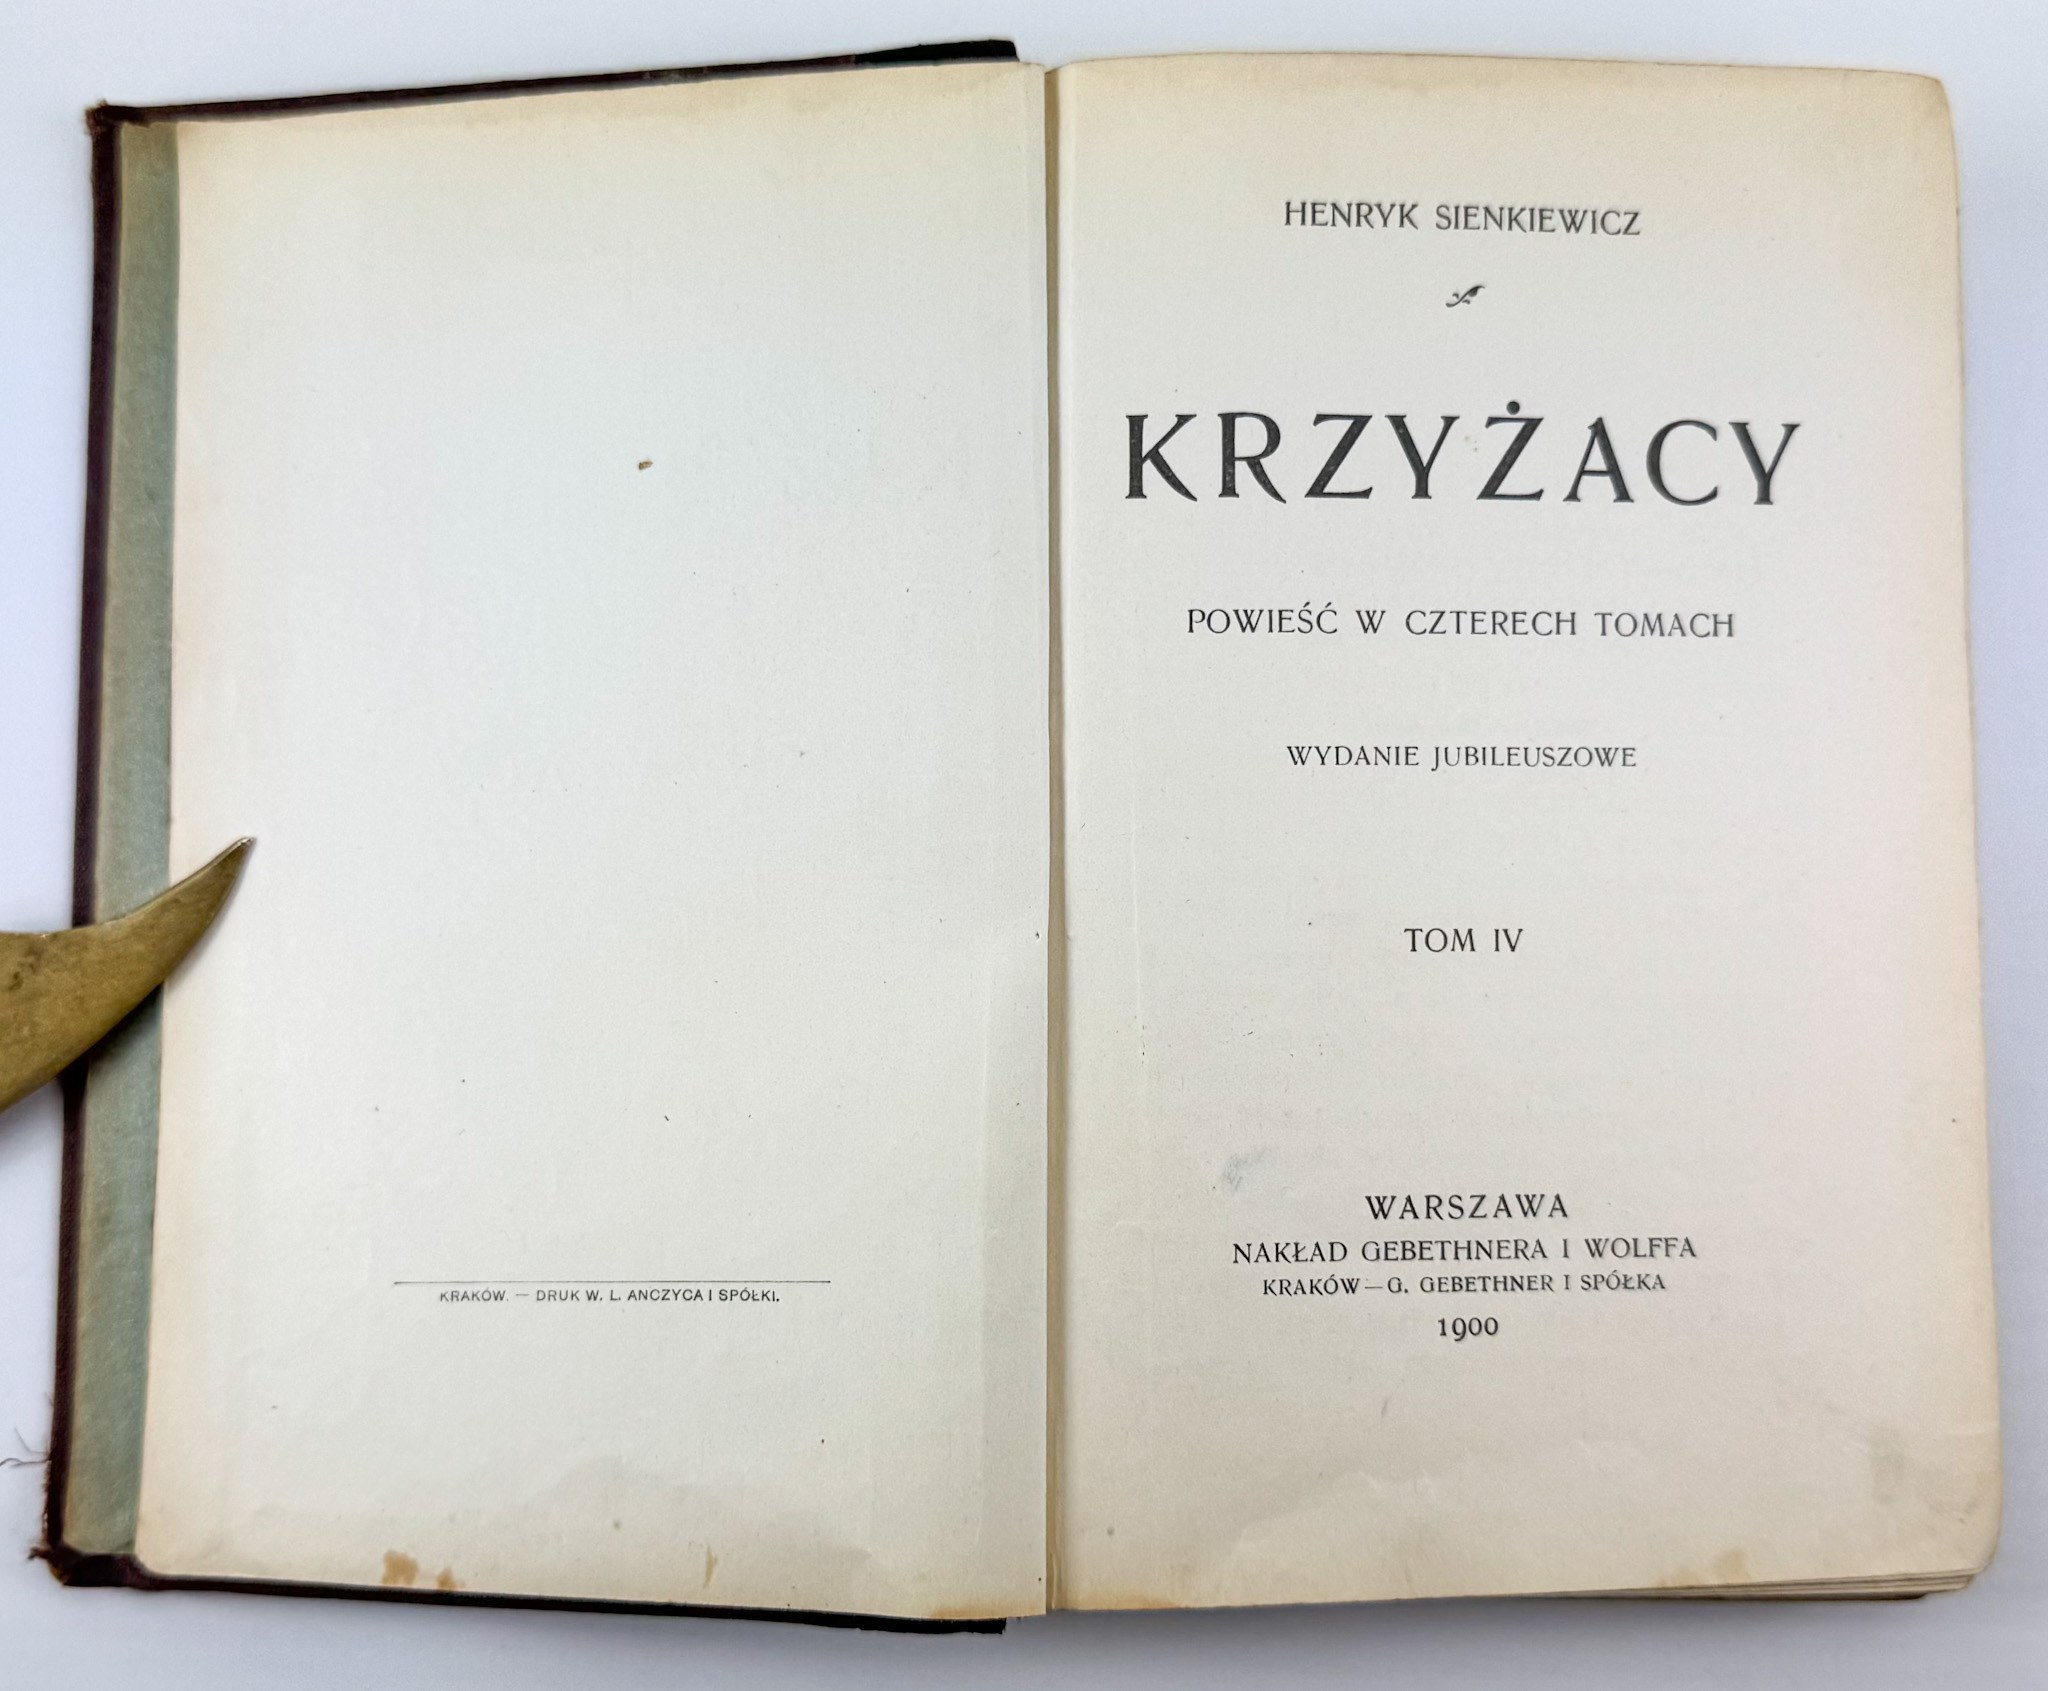 KRAKÓW. — DRUK W. L. ANCZYCA I SPÓŁKI.
HENRYK SIENKIEWICZ
KRZYŻACY
POWIEŚĆ W CZTERECH TOMACH
WYDANIE JUBILEUSZOWE
TOM IV
WARSZAWA
NAKŁAD GEBETHNERA I WOLFFA
KRAKÓW—G. GEBETHNER I SPÓŁKA
1900